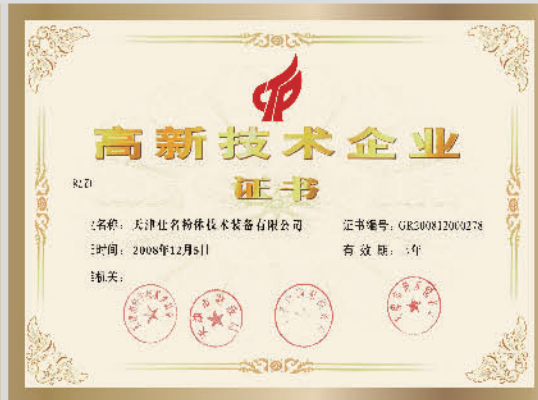 高新技术企业
证书
名称：天津仕名粉体技术装备有限公司 证书编号：GR200812000278
时间：2008年12月5日 有效期：三年
机关：